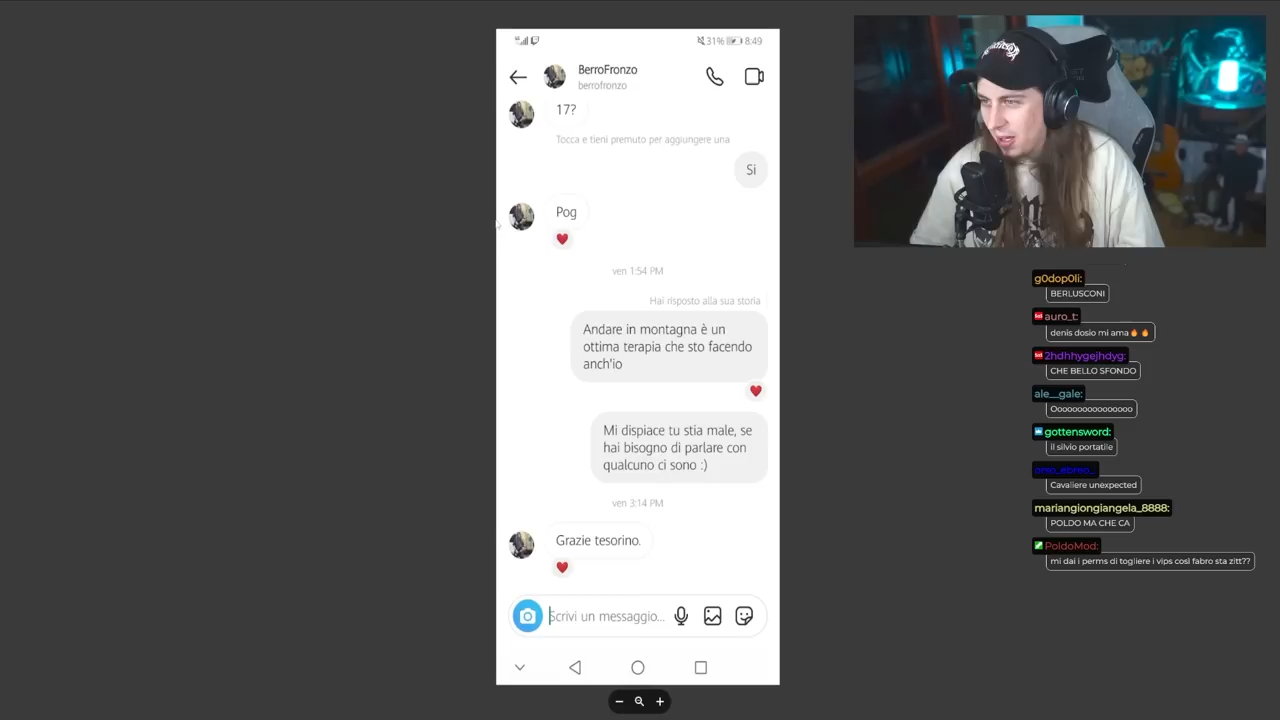 31% 8:49
BerroFronzo
berrofronzo
17?
Tocca e tieni premuto per aggiungere una
Si
Pog
ven 1:54 PM
Hai risposto alla sua storia
Andare in montagna è un
ottima terapia che sto facendo
anch'io
Mi dispiace tu stia male, se
hai bisogno di parlare con
qualcuno ci sono :)
ven 3:14 PM
Grazie tesorino.
Scrivi un messaggio...
g0dop0li:
BERLUSCONI
auro_t:
denis dosio mi ama
2hdhhygejhdyg:
CHE BELLO SFONDO
ale__gale:
Ooooooooooooooo
gottensword:
il silvio portatile
Cavaliere unexpected
mariangiongiangela_8888:
POLDO MA CHE CA
PoldoMod:
mi dai i perms di togliere i vips così fabro sta zitt??